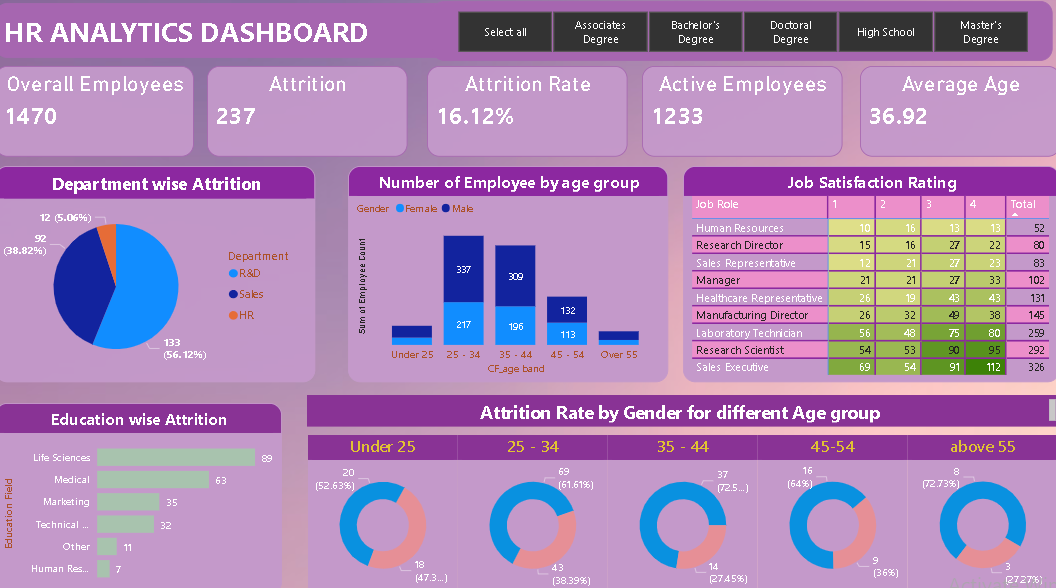 HR ANALYTICS DASHBOARD
Select all
Associates
Degree
Bachelor's
Degree
Doctoral
Degree
High School
Master's
Degree
Overall Employees
1470
Attrition
237
Attrition Rate
16.12%
Active Employees
1233
Average Age
36.92
Department wise Attrition
12 (5.06%)
92
(38.82%)
133
(56.12%)
Department
R&D
Sales
HR
Number of Employee by age group
Gender Female Male
Sum of Employee Count
337
217
309
196
132
113
Under 25 25 - 34 35 - 44 45 - 54 Over 55
CF_age band
Job Satisfaction Rating
Job Role 1 2 3 4 Total
Human Resources 10 16 13 13 52
Research Director 15 16 27 22 80
Sales Representative 12 21 27 23 83
Manager 21 21 27 33 102
Healthcare Representative 26 19 43 43 131
Manufacturing Director 26 32 49 38 145
Laboratory Technician 56 48 75 80 259
Research Scientist 54 53 90 95 292
Sales Executive 69 54 91 112 326
Education wise Attrition
Education Field
Life Sciences 89
Medical 63
Marketing 35
Technical ... 32
Other 11
Human Res... 7
Attrition Rate by Gender for different Age group
Under 25
20
(52.63%)
18
(47.3...)
25 - 34
69
(61.61%)
43
(38.39%)
35 - 44
37
(72.5...)
14
(27.45%)
45-54
16
(64%)
9
(36%)
above 55
8
(72.73%)
3
(27.27%)